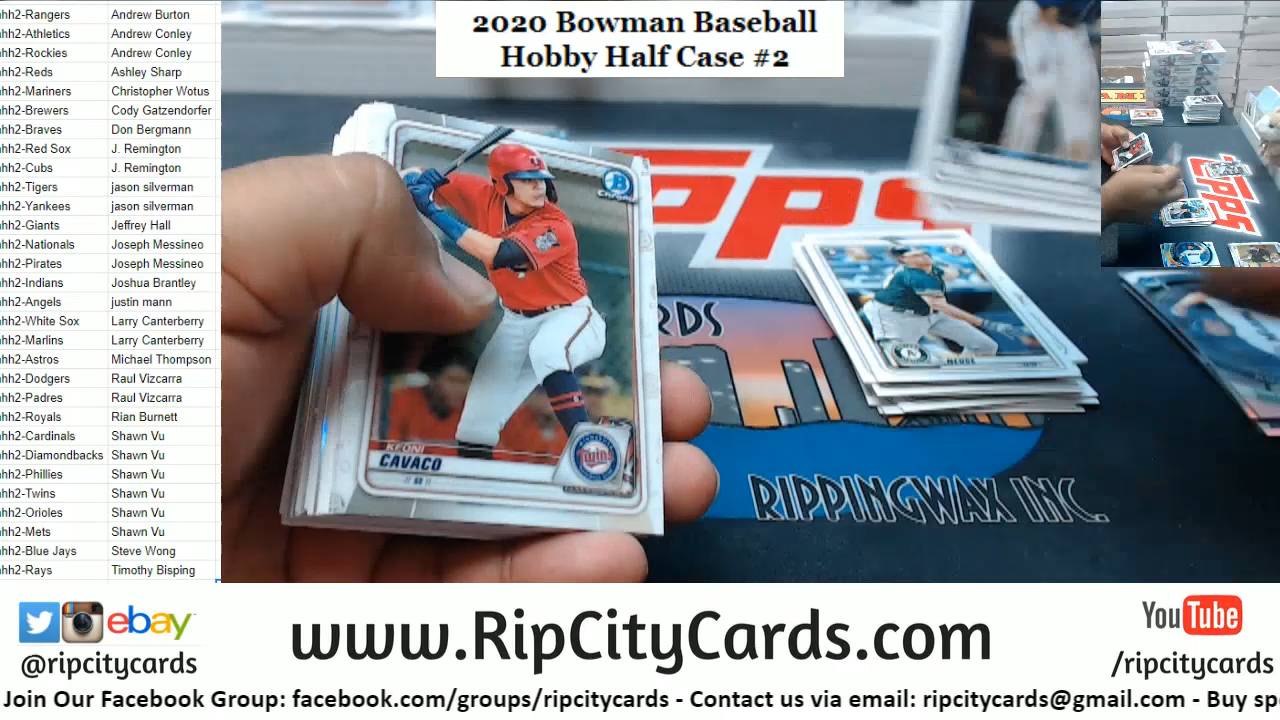 hh2-Rangers Andrew Burton
hh2-Athletics Andrew Conley
hh2-Rockies Andrew Conley
hh2-Reds Ashley Sharp
hh2-Mariners Christopher Wotus
hh2-Brewers Cody Gatzendorfer
hh2-Braves Don Bergmann
hh2-Red Sox J. Remington
hh2-Cubs J. Remington
hh2-Tigers jason silverman
hh2-Yankees jason silverman
hh2-Giants Jeffrey Hall
hh2-Nationals Joseph Messineo
hh2-Pirates Joseph Messineo
hh2-Indians Joshua Brantley
hh2-Angels justin mann
hh2-White Sox Larry Canterberry
hh2-Marlins Larry Canterberry
hh2-Astros Michael Thompson
hh2-Dodgers Raul Vizcarra
hh2-Padres Raul Vizcarra
hh2-Royals Rian Burnett
hh2-Cardinals Shawn Vu
hh2-Diamondbacks Shawn Vu
hh2-Phillies Shawn Vu
hh2-Twins Shawn Vu
hh2-Orioles Shawn Vu
hh2-Mets Shawn Vu
hh2-Blue Jays Steve Wong
hh2-Rays Timothy Bisping
2020 Bowman Baseball
Hobby Half Case #2
B
Chrome
KEONI
CAVACO
Twins
OPPS
RDS
NEUSE
RIPPINGWAX INC.
OPPS
ebay
@ripcitycards
www.RipCityCards.com
YouTube
/ripcitycards
Join Our Facebook Group: facebook.com/groups/ripcitycards - Contact us via email: ripcitycards@gmail.com - Buy sp